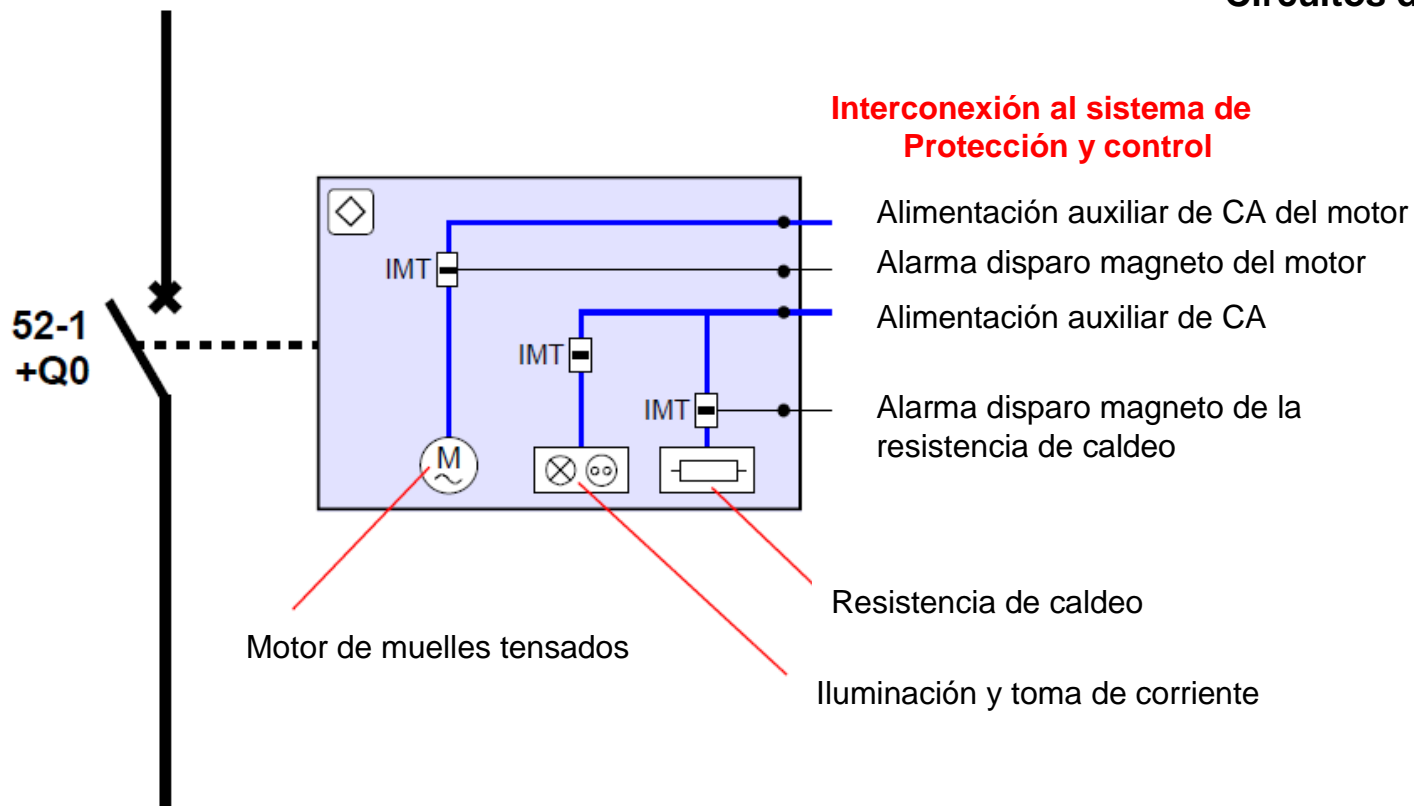 Circuitos d
Interconexión al sistema de
Protección y control
Alimentación auxiliar de CA del motor
IMT
Alarma disparo magneto del motor
Alimentación auxiliar de CA
52-1
+Q0
IMT
IMT
Alarma disparo magneto de la
resistencia de caldeo
M
Resistencia de caldeo
Motor de muelles tensados
Iluminación y toma de corriente